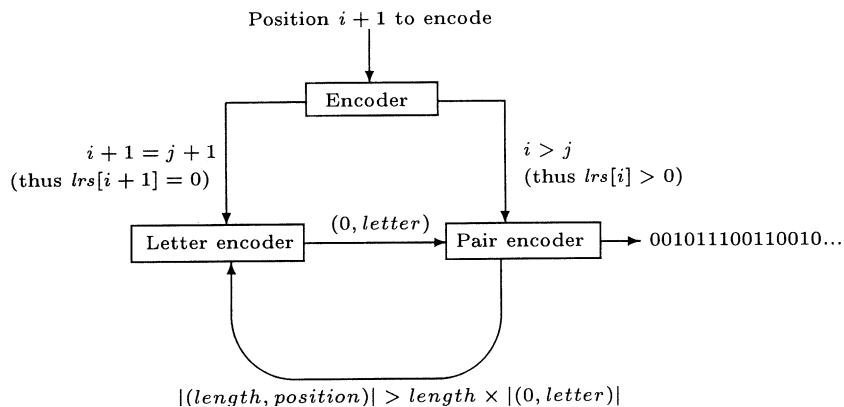 Position i + 1 to encode
Encoder
i + 1 = j + 1
(thus lrs[i + 1] = 0)
i > j
(thus lrs[i] > 0)
Letter encoder
(0, letter)
Pair encoder
001011100110010...
|(length, position)| > length × |(0, letter)|